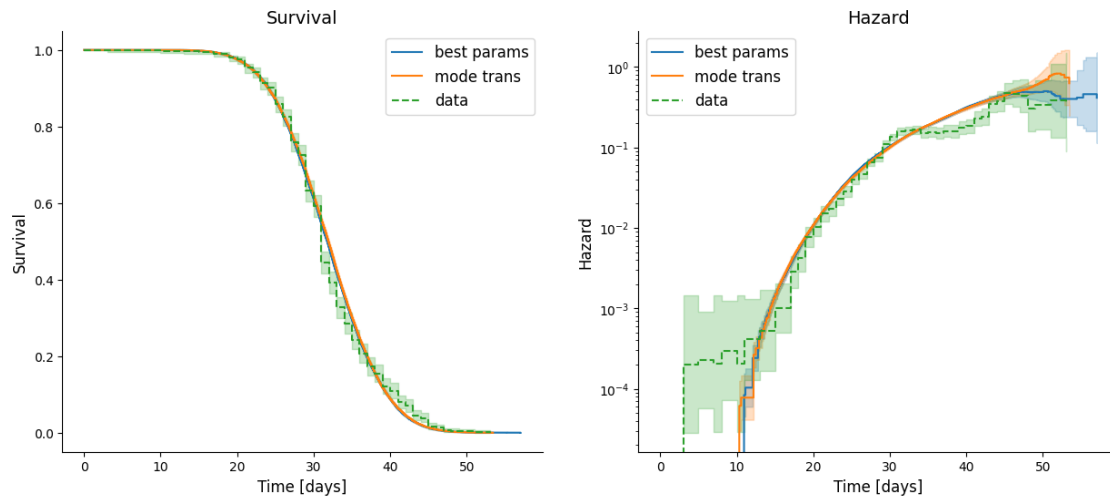 Survival
best params
mode trans
data
1.0
0.8
0.6
0.4
0.2
0.0
Survival
0
10
20
30
40
50
Time [days]
Hazard
best params
mode trans
data
10^0
10^-1
10^-2
10^-3
10^-4
Hazard
0
10
20
30
40
50
Time [days]